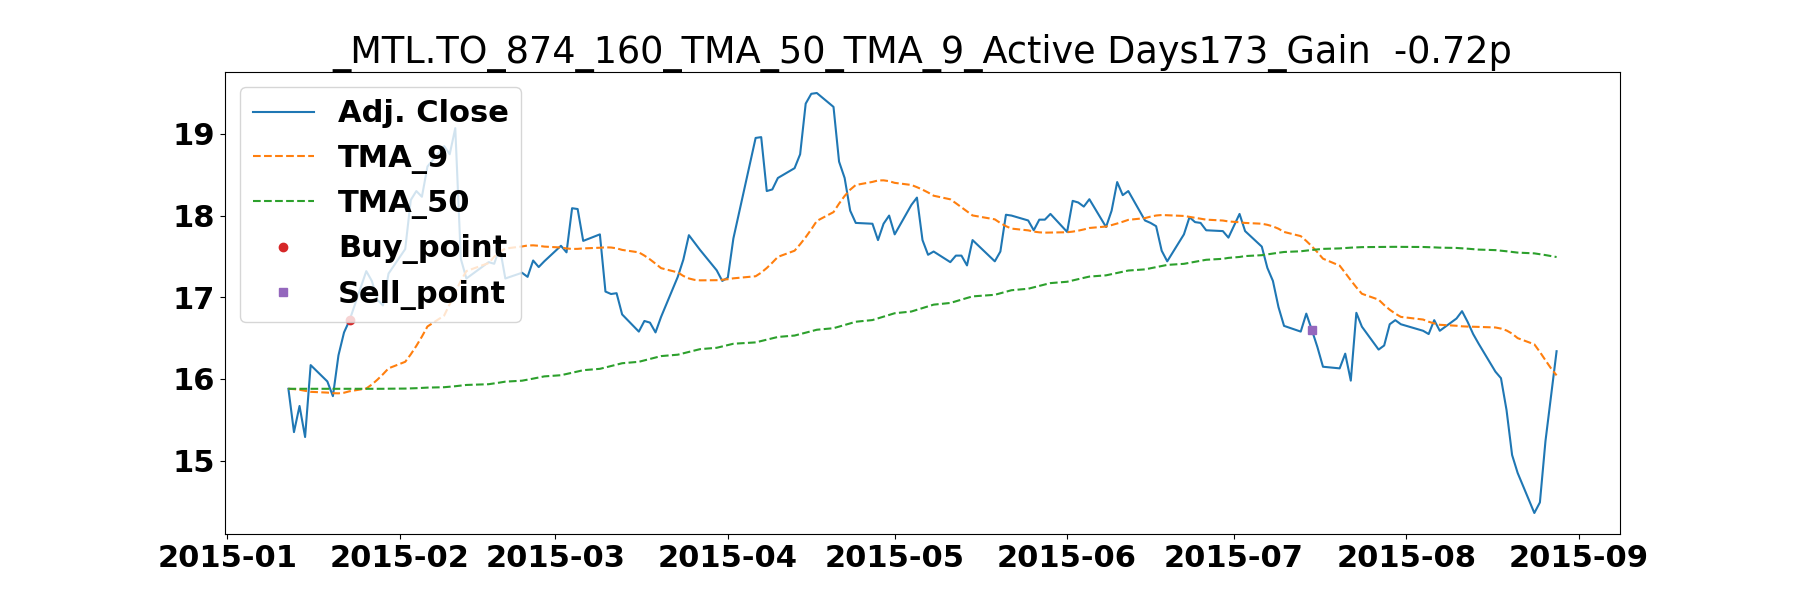 _MTL.TO_874_160_TMA_50_TMA_9_Active Days173_Gain  -0.72p
Adj. Close
TMA_9
TMA_50
Buy_point
Sell_point
19
18
17
16
15
2015-01 2015-02 2015-03 2015-04 2015-05 2015-06 2015-07 2015-08 2015-09